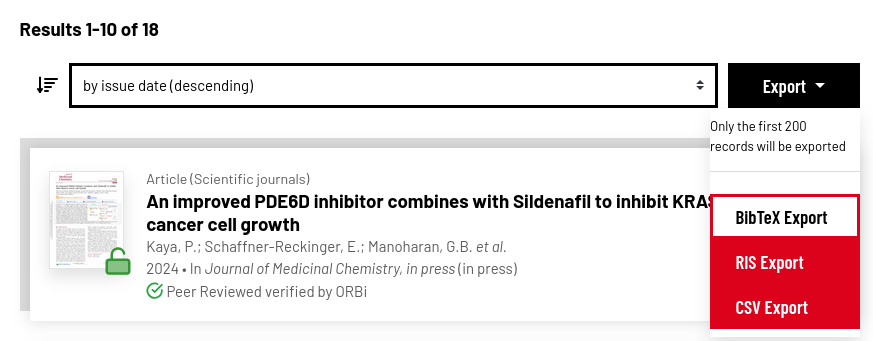 Results 1-10 of 18
by issue date (descending)
Export
Only the first 200
records will be exported
BibTeX Export
RIS Export
CSV Export
Article (Scientific journals)
An improved PDE6D inhibitor combines with Sildenafil to inhibit KRAS
cancer cell growth
Kaya, P.; Schaffner-Reckinger, E.; Manoharan, G.B. et al.
2024 • In Journal of Medicinal Chemistry, in press (in press)
Peer Reviewed verified by ORBi